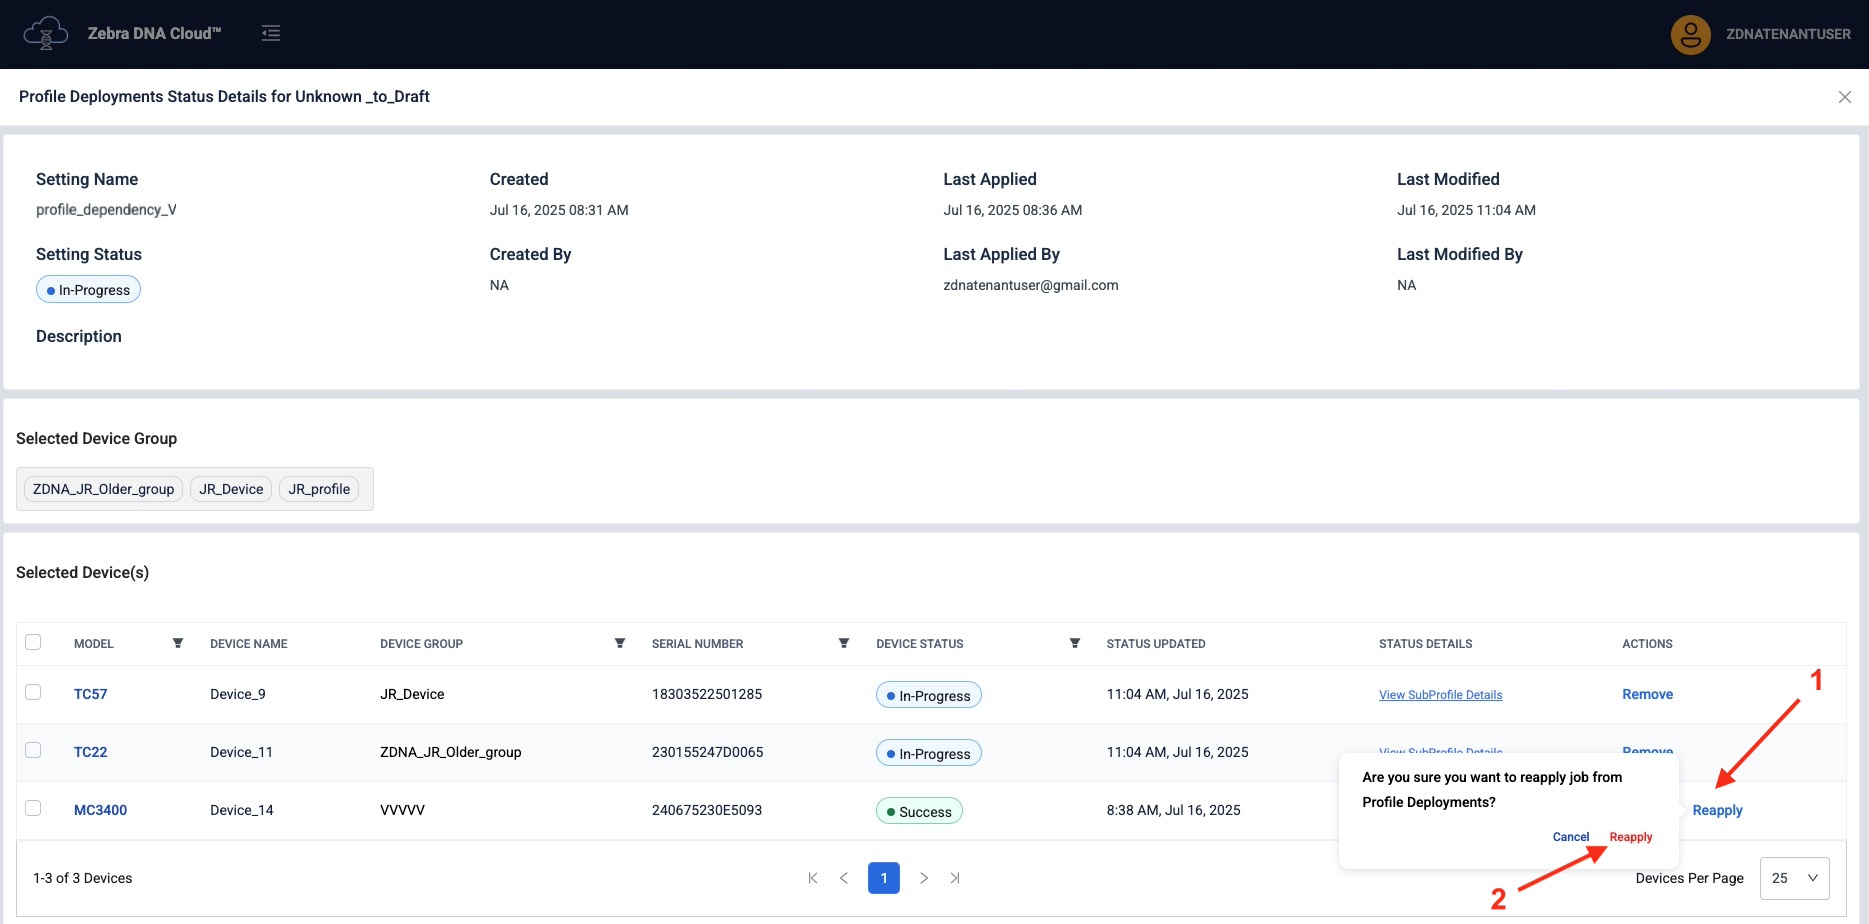 Zebra DNA Cloud™
ZDNATENANTUSER
Profile Deployments Status Details for Unknown _to_Draft
Setting Name Created Last Applied Last Modified
profile_dependency_V Jul 16, 2025 08:31 AM Jul 16, 2025 08:36 AM Jul 16, 2025 11:04 AM
Setting Status Created By Last Applied By Last Modified By
In-Progress NA zdnatenantuser@gmail.com NA
Description
Selected Device Group
ZDNA_JR_Older_group JR_Device JR_profile
Selected Device(s)
MODEL DEVICE NAME DEVICE GROUP SERIAL NUMBER DEVICE STATUS STATUS UPDATED STATUS DETAILS ACTIONS
TC57 Device_9 JR_Device 18303522501285 In-Progress 11:04 AM, Jul 16, 2025 View SubProfile Details Remove
1
TC22 Device_11 ZDNA_JR_Older_group 230155247D0065 In-Progress 11:04 AM, Jul 16, 2025 View SubProfile Details Remove
MC3400 Device_14 VVVVV 240675230E5093 Success 8:38 AM, Jul 16, 2025 Reapply
Are you sure you want to reapply job from
Profile Deployments?
Cancel Reapply
2
1-3 of 3 Devices 1 Devices Per Page 25